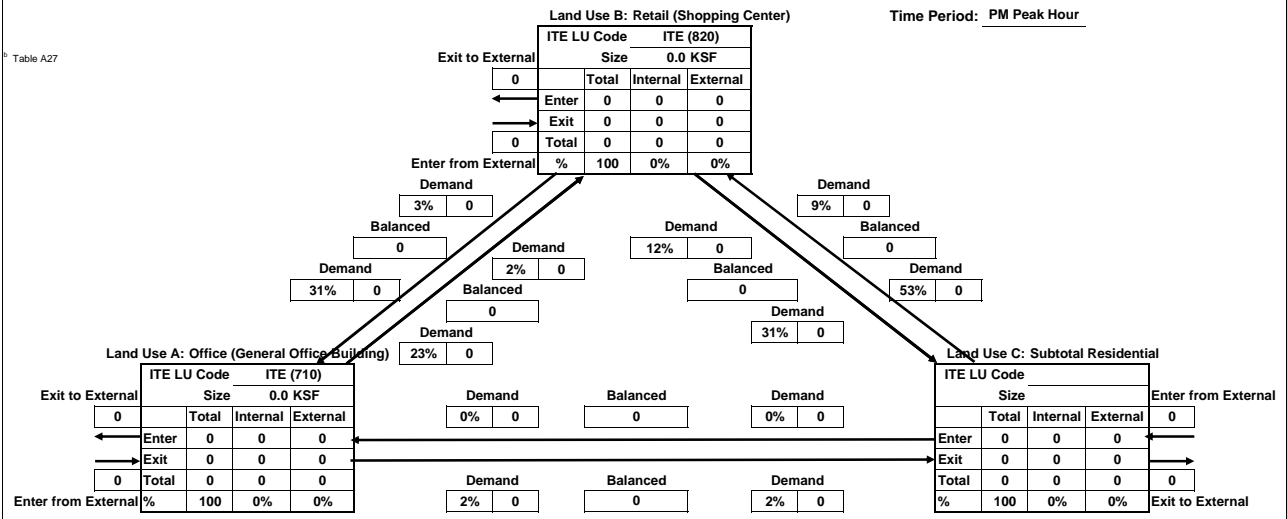 Land Use B: Retail (Shopping Center)
Time Period: PM Peak Hour
ITE LU Code ITE (820)
b Table A27
Exit to External Size 0.0 KSF
0 Total Internal External
Enter 0 0 0
Exit 0 0 0
0 Total 0 0 0
Enter from External % 100 0% 0%
Demand Demand
3% 0 9% 0
Balanced Demand Demand Balanced
0 2% 0 12% 0 0
Demand Balanced Balanced Demand
31% 0 0 0 53% 0
Demand Demand
23% 0 31% 0
Land Use A: Office (General Office Building) Land Use C: Subtotal Residential
ITE LU Code ITE (710) ITE LU Code
Exit to External Size 0.0 KSF Demand Balanced Demand Size Enter from External
0 Total Internal External 0% 0 0 0% 0 Total Internal External 0
Enter 0 0 0 Enter 0 0 0
Exit 0 0 0 Exit 0 0 0
0 Total 0 0 0 Demand Balanced Demand Total 0 0 0 0
Enter from External % 100 0% 0% 2% 0 0 2% 0 % 100 0% 0% Exit to External